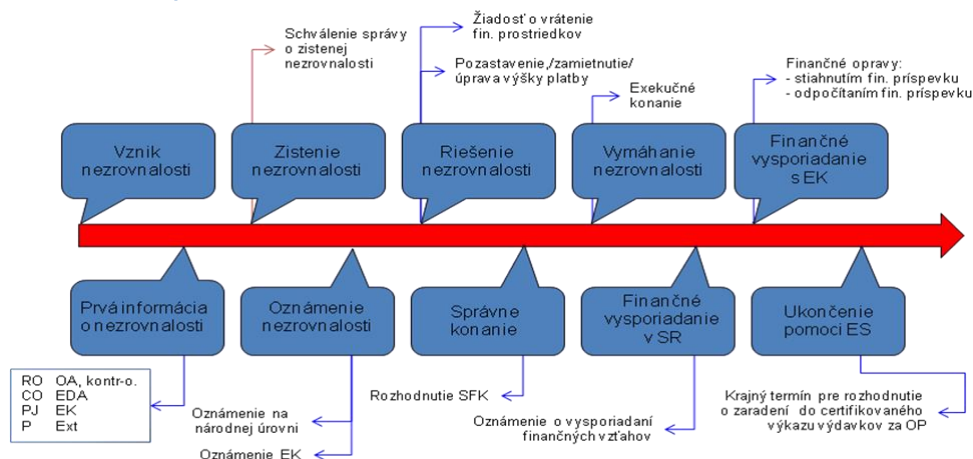 Schválenie správy
o zistenej
nezrovnalosti
Žiadosť o vrátenie
fin. prostriedkov
Pozastavenie,/zamietnutie/
úprava výšky platby
Exekučné
konanie
Finančné opravy:
- stiahnutím fin. príspevku
- odpočítaním fin. príspevku
Vznik
nezrovnalosti
Zistenie
nezrovnalosti
Riešenie
nezrovnalosti
Vymáhanie
nezrovnalosti
Finančné
vysporiadanie
s EK
Prvá informácia
o nezrovnalosti
Oznámenie
nezrovnalosti
Správne
konanie
Finančné
vysporiadanie
v SR
Ukončenie
pomoci ES
RO OA, kontr-o.
CO EDA
PJ EK
P Ext
Oznámenie na
národnej úrovni
Oznámenie EK
Rozhodnutie SFK
Oznámenie o vysporiadaní
finančných vzťahov
Krajný termín pre rozhodnutie
o zaradení do certifikovaného
výkazu výdavkov za OP